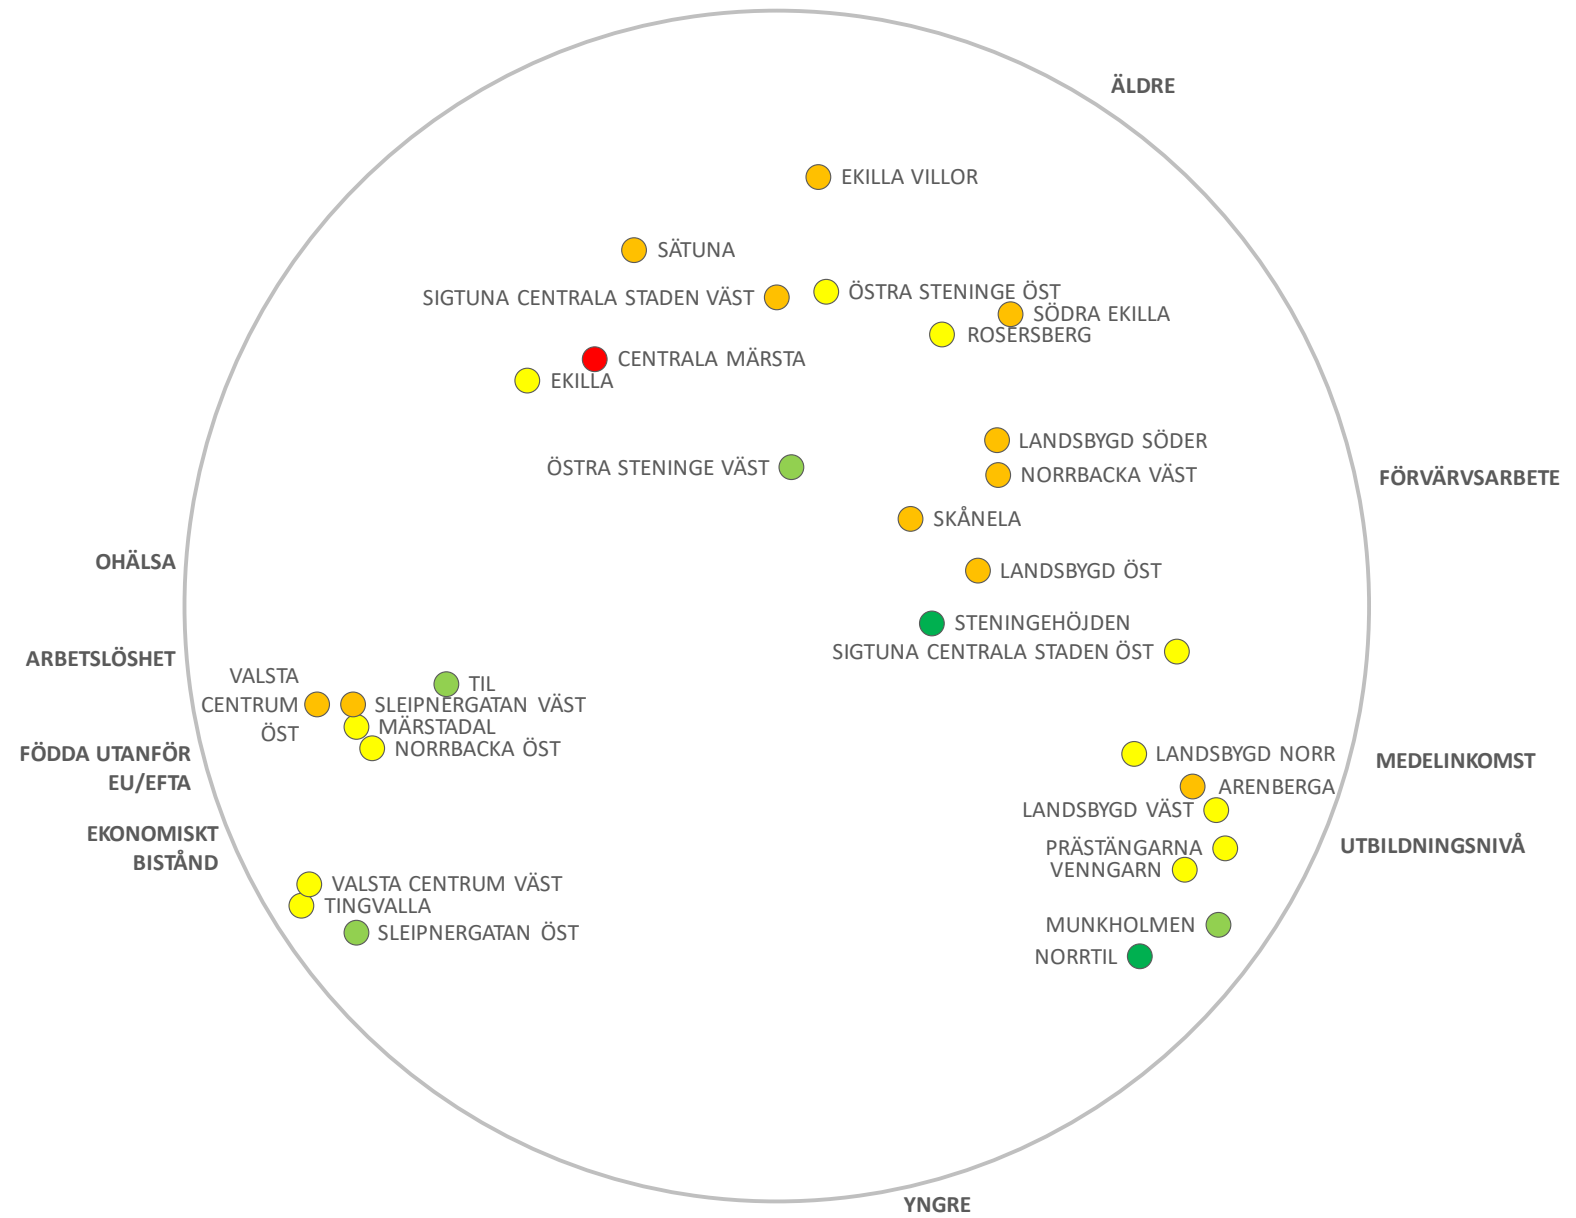 ÄLDRE
EKILLA VILLOR
SÄTUNA
SIGTUNA CENTRALA STADEN VÄST
ÖSTRA STENINGE ÖST
SÖDRA EKILLA
ROSERSBERG
CENTRALA MÄRSTA
EKILLA
LANDSBYGD SÖDER
ÖSTRA STENINGE VÄST
NORRBACKA VÄST
FÖRVÄRVSARBETE
SKÅNELA
OHÄLSA
LANDSBYGD ÖST
STENINGEHÖJDEN
SIGTUNA CENTRALA STADEN ÖST
ARBETSLÖSHET
VALSTA
CENTRUM
ÖST
TIL
SLEIPNERGATAN VÄST
MÄRSTADAL
NORRBACKA ÖST
FÖDDA UTANFÖR
EU/EFTA
LANDSBYGD NORR
MEDELINKOMST
ARENBERGA
LANDSBYGD VÄST
EKONOMISKT
BISTÅND
PRÄSTÄNGARNA
UTBILDNINGSNIVÅ
VENNGARN
VALSTA CENTRUM VÄST
TINGVALLA
SLEIPNERGATAN ÖST
MUNKHOLMEN
NORRTIL
YNGRE